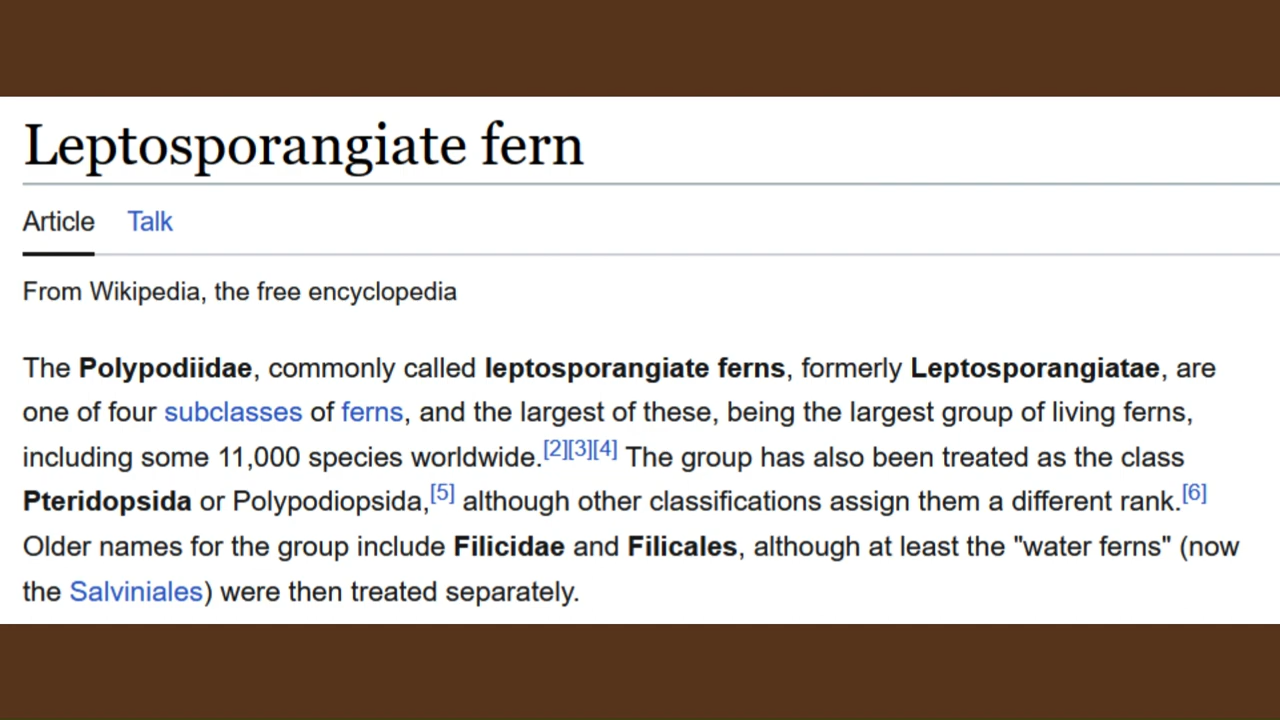 Leptosporangiate fern
Article Talk
From Wikipedia, the free encyclopedia
The Polypodiidae, commonly called leptosporangiate ferns, formerly Leptosporangiatae, are
one of four subclasses of ferns, and the largest of these, being the largest group of living ferns,
including some 11,000 species worldwide.[2][3][4] The group has also been treated as the class
Pteridopsida or Polypodiopsida,[5] although other classifications assign them a different rank.[6]
Older names for the group include Filicidae and Filicales, although at least the "water ferns" (now
the Salviniales) were then treated separately.